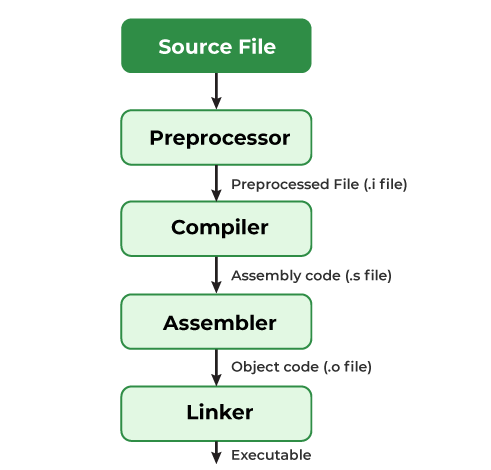 Source File
Preprocessor
Preprocessed File (.i file)
Compiler
Assembly code (.s file)
Assembler
Object code (.o file)
Linker
Executable